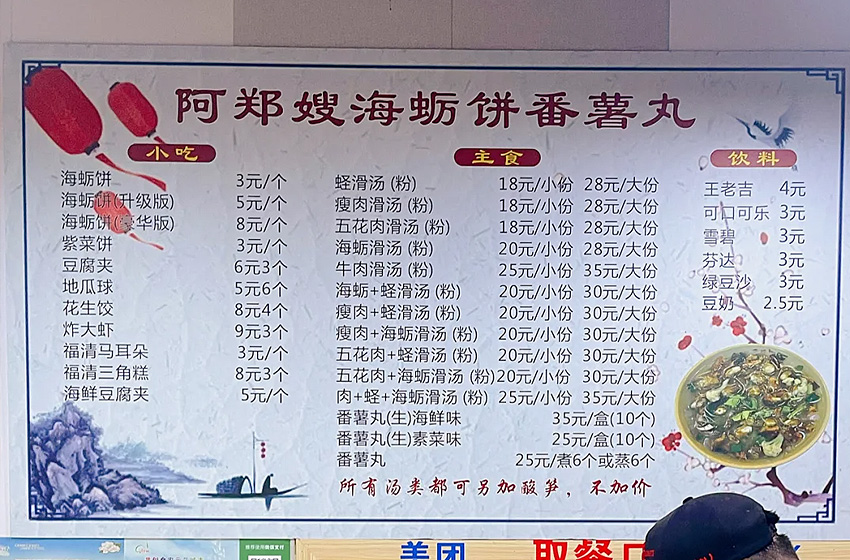 阿郑嫂海蛎饼番薯丸
小吃
海蛎饼 3元/个
海蛎饼(升级版) 5元/个
海蛎饼(豪华版) 8元/个
紫菜饼 3元/个
豆腐夹 6元3个
地瓜球 5元6个
花生饺 8元4个
炸大虾 9元3个
福清马耳朵 3元/个
福清三角糕 8元3个
海鲜豆腐夹 5元/个
主食
蛏滑汤(粉) 18元/小份 28元/大份
瘦肉滑汤(粉) 18元/小份 28元/大份
五花肉滑汤(粉) 18元/小份 28元/大份
海蛎滑汤(粉) 20元/小份 28元/大份
牛肉滑汤(粉) 25元/小份 35元/大份
海蛎+蛏滑汤(粉) 20元/小份 30元/大份
瘦肉+蛏滑汤(粉) 20元/小份 30元/大份
瘦肉+海蛎滑汤(粉) 20元/小份 30元/大份
五花肉+蛏滑汤(粉) 20元/小份 30元/大份
五花肉+海蛎滑汤(粉) 20元/小份 30元/大份
肉+蛏+海蛎滑汤(粉) 25元/小份 35元/大份
番薯丸(生)海鲜味 35元/盒(10个)
番薯丸(生)素菜味 25元/盒(10个)
番薯丸 25元/煮6个或蒸6个
所有汤类都可另加酸笋，不加价
饮料
王老吉 4元
可口可乐 3元
雪碧 3元
芬达 3元
绿豆沙 3元
豆奶 2.5元
美团
取餐口